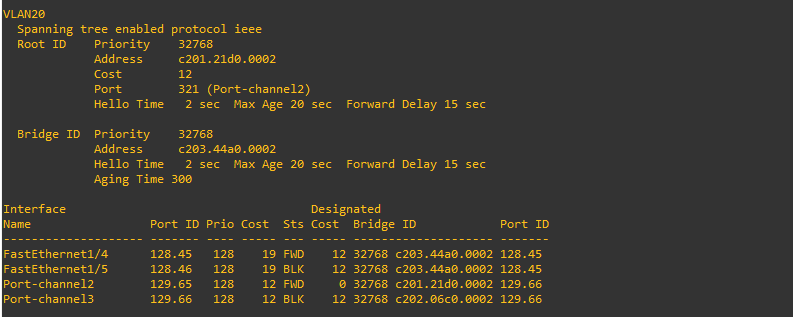 VLAN20
  Spanning tree enabled protocol ieee
  Root ID    Priority    32768
             Address     c201.21d0.0002
             Cost        12
             Port        321 (Port-channel2)
             Hello Time   2 sec  Max Age 20 sec  Forward Delay 15 sec

  Bridge ID  Priority    32768
             Address     c203.44a0.0002
             Hello Time   2 sec  Max Age 20 sec  Forward Delay 15 sec
             Aging Time 300

Interface                                   Designated
Name                 Port ID Prio Cost  Sts Cost  Bridge ID            Port ID
-------------------- ------- ---- ----- --- ----- -------------------- -------
FastEthernet1/4      128.45   128    19 FWD    12 32768 c203.44a0.0002 128.45
FastEthernet1/5      128.46   128    19 BLK    12 32768 c203.44a0.0002 128.45
Port-channel2        129.65   128    12 FWD     0 32768 c201.21d0.0002 129.66
Port-channel3        129.66   128    12 BLK    12 32768 c202.06c0.0002 129.66